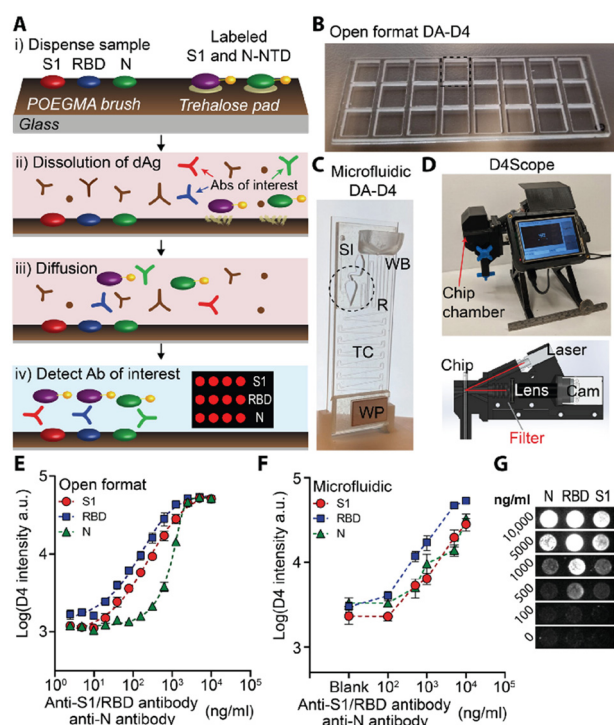 A
i) Dispense sample
S1 RBD N
Labeled
S1 and N-NTD
POEGMA brush
Trehalose pad
Glass
ii) Dissolution of dAg
Abs of interest
iii) Diffusion
iv) Detect Ab of interest
S1
RBD
N
B
Open format DA-D4
C
Microfluidic
DA-D4
SI
WB
R
TC
WP
D
D4Scope
Chip
chamber
Chip
Laser
Lens
Cam
Filter
E
Open format
S1
RBD
N
Log(D4 intensity a.u.)
5
4
3
10⁰ 10¹ 10² 10³ 10⁴ 10⁵
Anti-S1/RBD antibody
anti-N antibody
(ng/ml)
F
Microfluidic
S1
RBD
N
Log(D4 intensity a.u.)
5
4
3
Blank 10² 10³ 10⁴ 10⁵
Anti-S1/RBD antibody
anti-N antibody
(ng/ml)
G
ng/ml N RBD S1
10,000
5000
1000
500
100
0